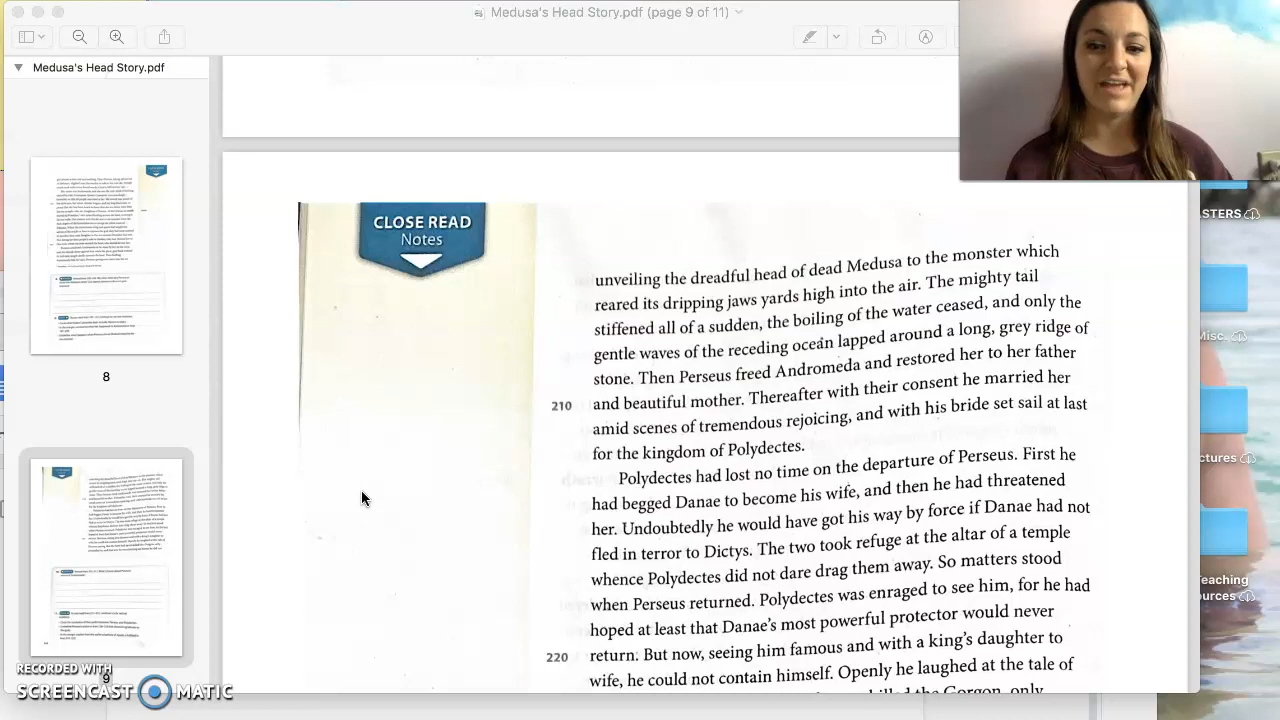 Medusa's Head Story.pdf (page 9 of 11)
Medusa's Head Story.pdf
CLOSE READ
Notes
unveiling the dreadful head of dead Medusa to the monster which
reared its dripping jaws yards high into the air. The mighty tail
stiffened all of a sudden, the boiling of the water ceased, and only the
gentle waves of the receding ocean lapped around a long, grey ridge of
stone. Then Perseus freed Andromeda and restored her to her father
210 and beautiful mother. Thereafter with their consent he married her
amid scenes of tremendous rejoicing, and with his bride set sail at last
for the kingdom of Polydectes.
Polydectes had lost no time on the departure of Perseus. First he
had begged Danae to become his wife, and then he had threatened
her. Undoubtedly he would have got his way by force if Danae had not
fled in terror to Dictys. The two took refuge at the altar of a temple
whence Polydectes did not dare drag them away. So matters stood
when Perseus returned. Polydectes was enraged to see him, for he had
hoped at least that Danae's most powerful protector would never
220 return. But now, seeing him famous and with a king's daughter to
wife, he could not contain himself. Openly he laughed at the tale of
killed the Gorgon, only
8
9
STERS
Misc.
ctures
Teaching
ources
RECORDED WITH
SCREENCAST MATIC